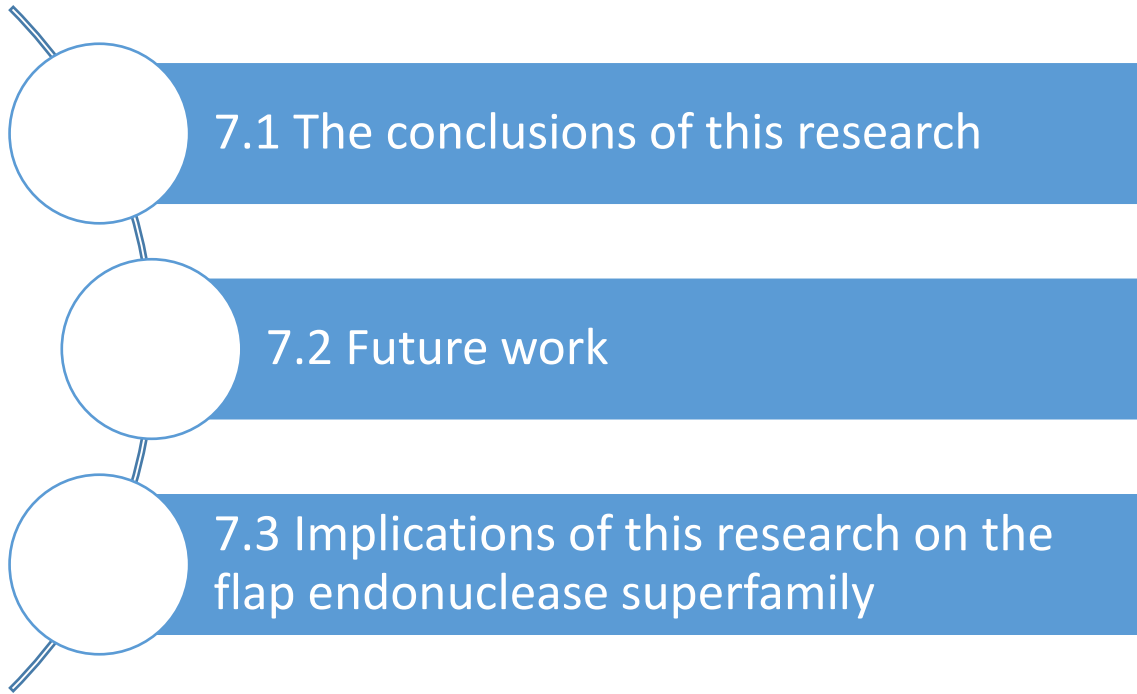 7.1 The conclusions of this research
7.2 Future work
7.3 Implications of this research on the
flap endonuclease superfamily